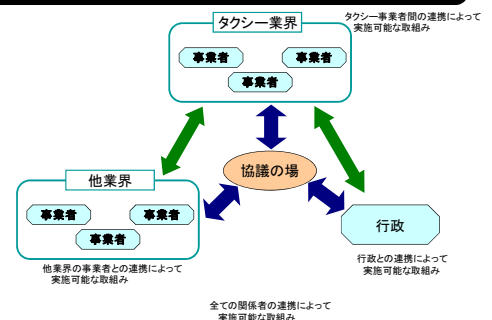 タクシー業界
タクシー事業者間の連携によって
実施可能な取組み
事業者
事業者
事業者
協議の場
他業界
事業者
事業者
事業者
行政
他業界の事業者との連携によって
実施可能な取組み
行政との連携によって
実施可能な取組み
全ての関係者の連携によって
実施可能な取組み